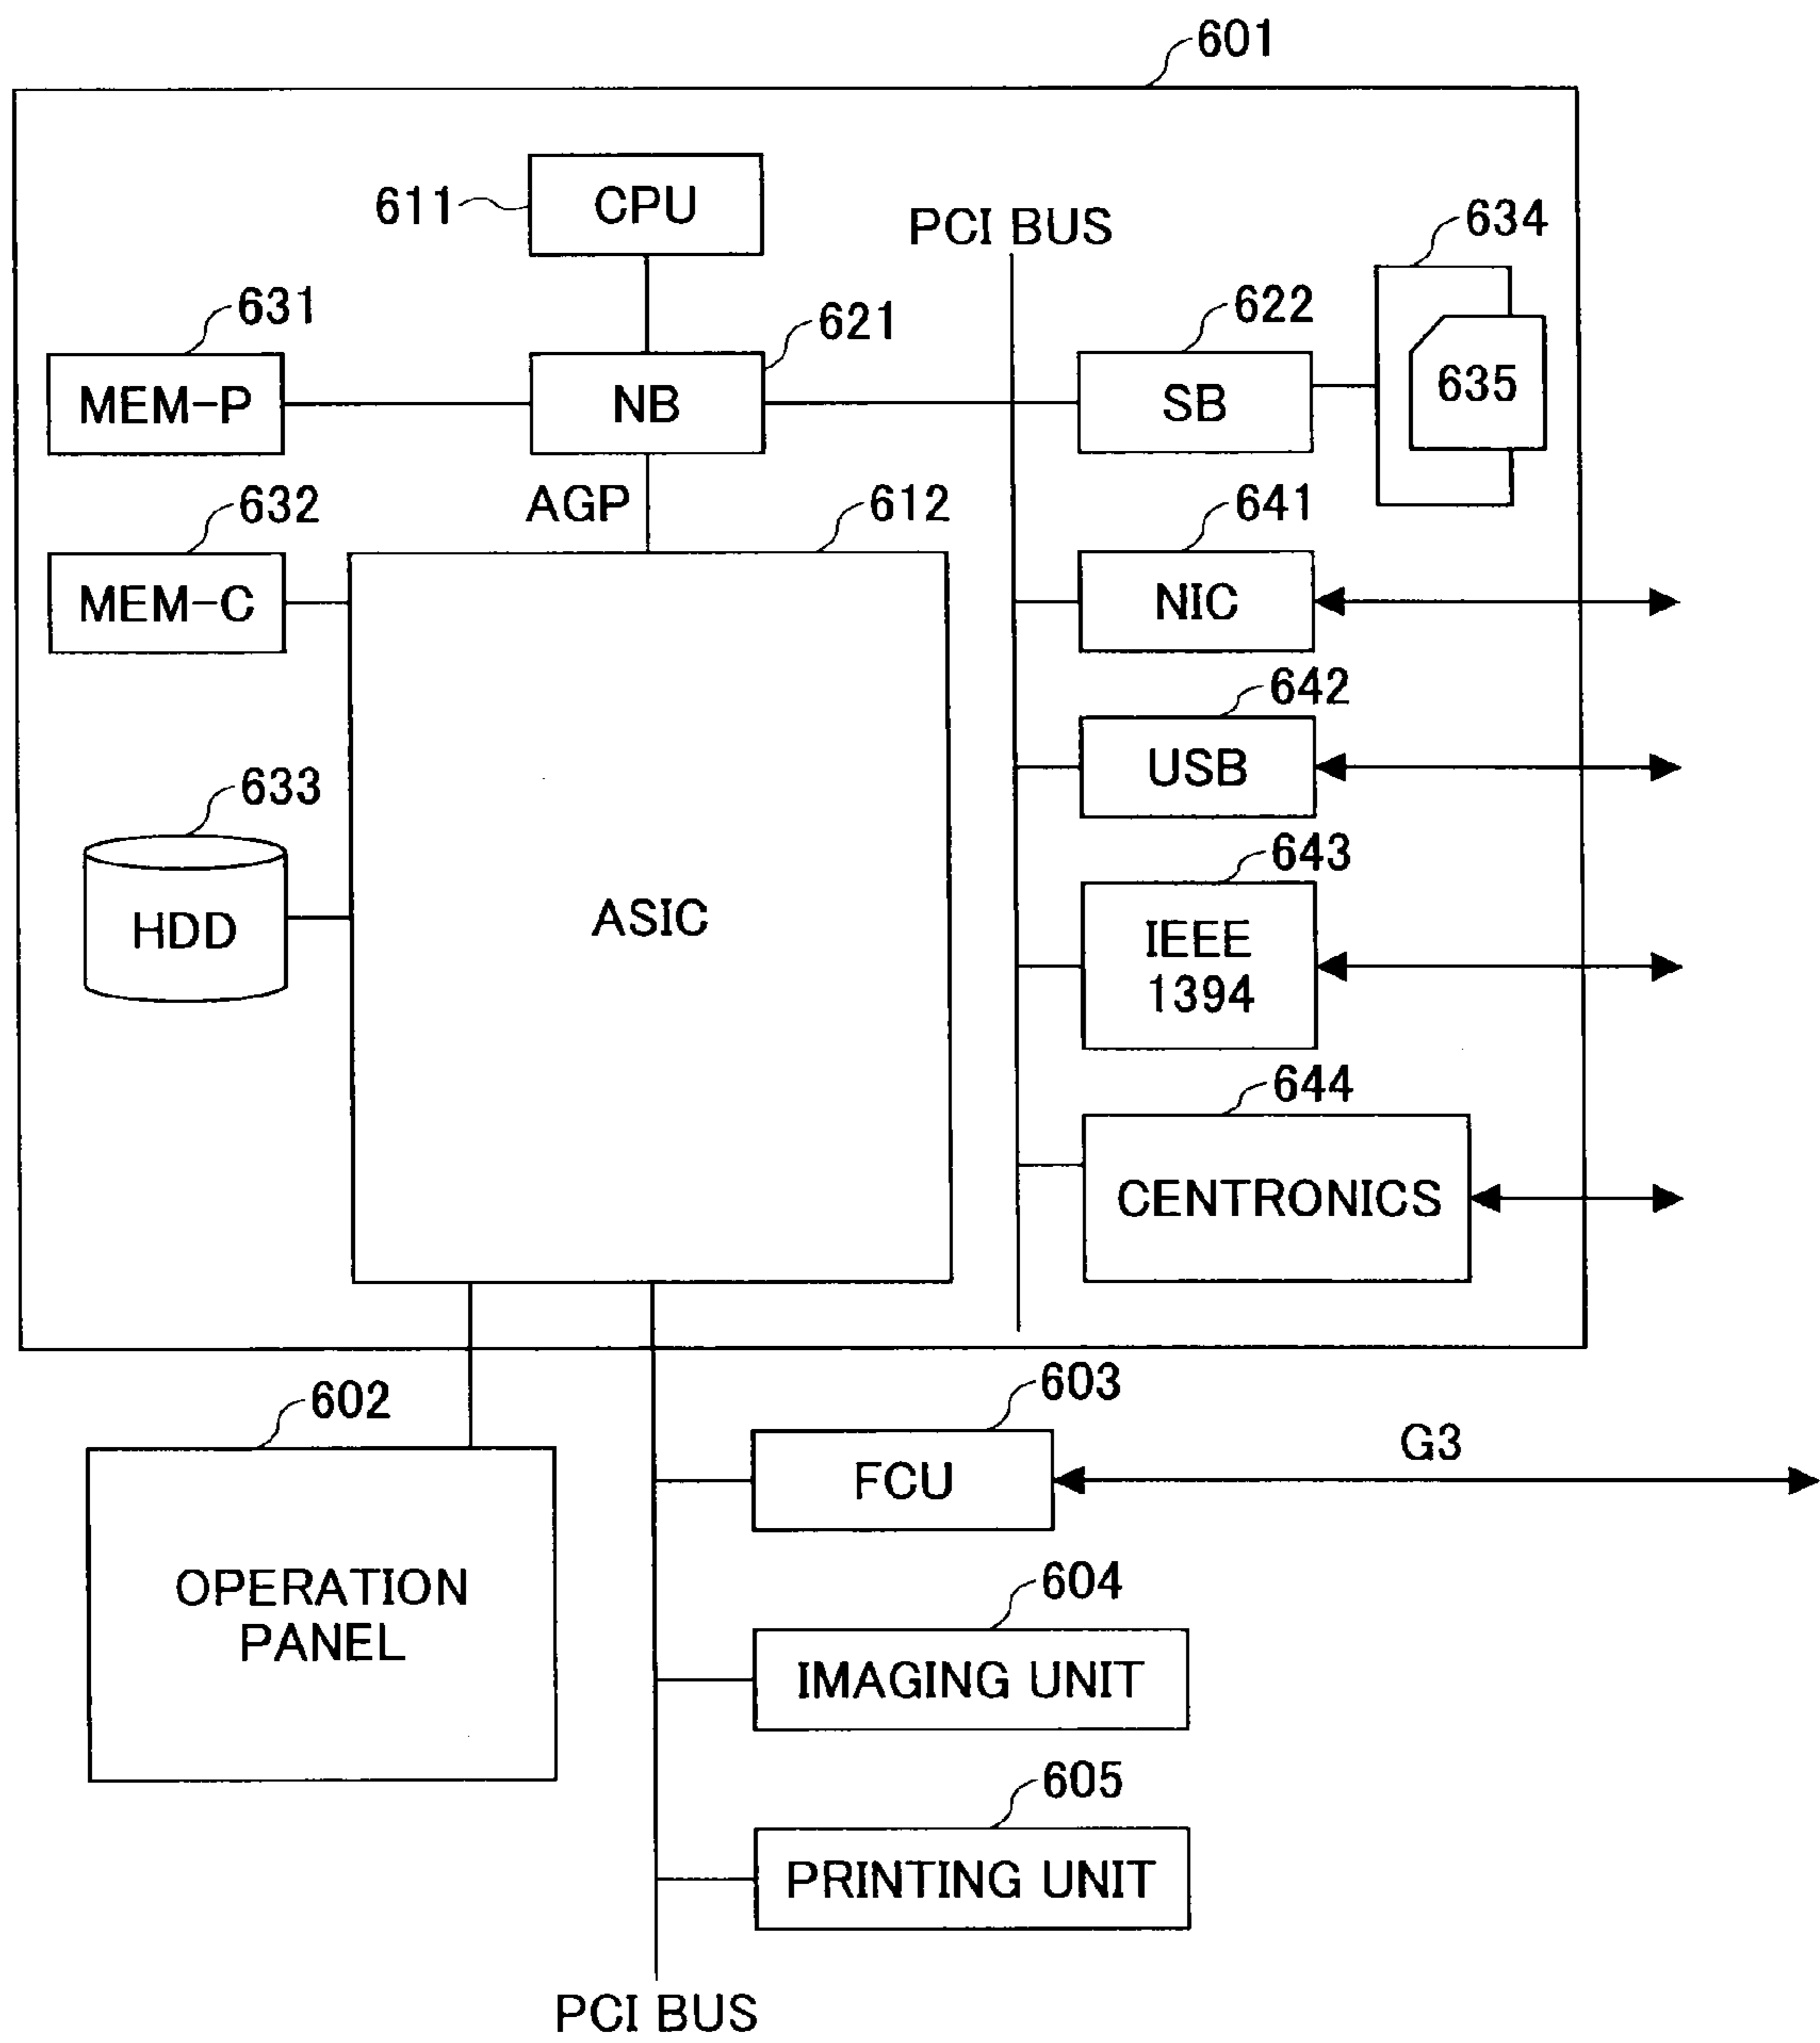 601
CPU
611
PCI BUS
634
631
621
622
MEM-P
NB
SB
635
AGP
632
612
641
MEM-C
NIC
642
USB
633
643
HDD
ASIC
IEEE
1394
644
CENTRONICS
602
603
G3
FCU
OPERATION
PANEL
604
IMAGING UNIT
605
PRINTING UNIT
PCI BUS